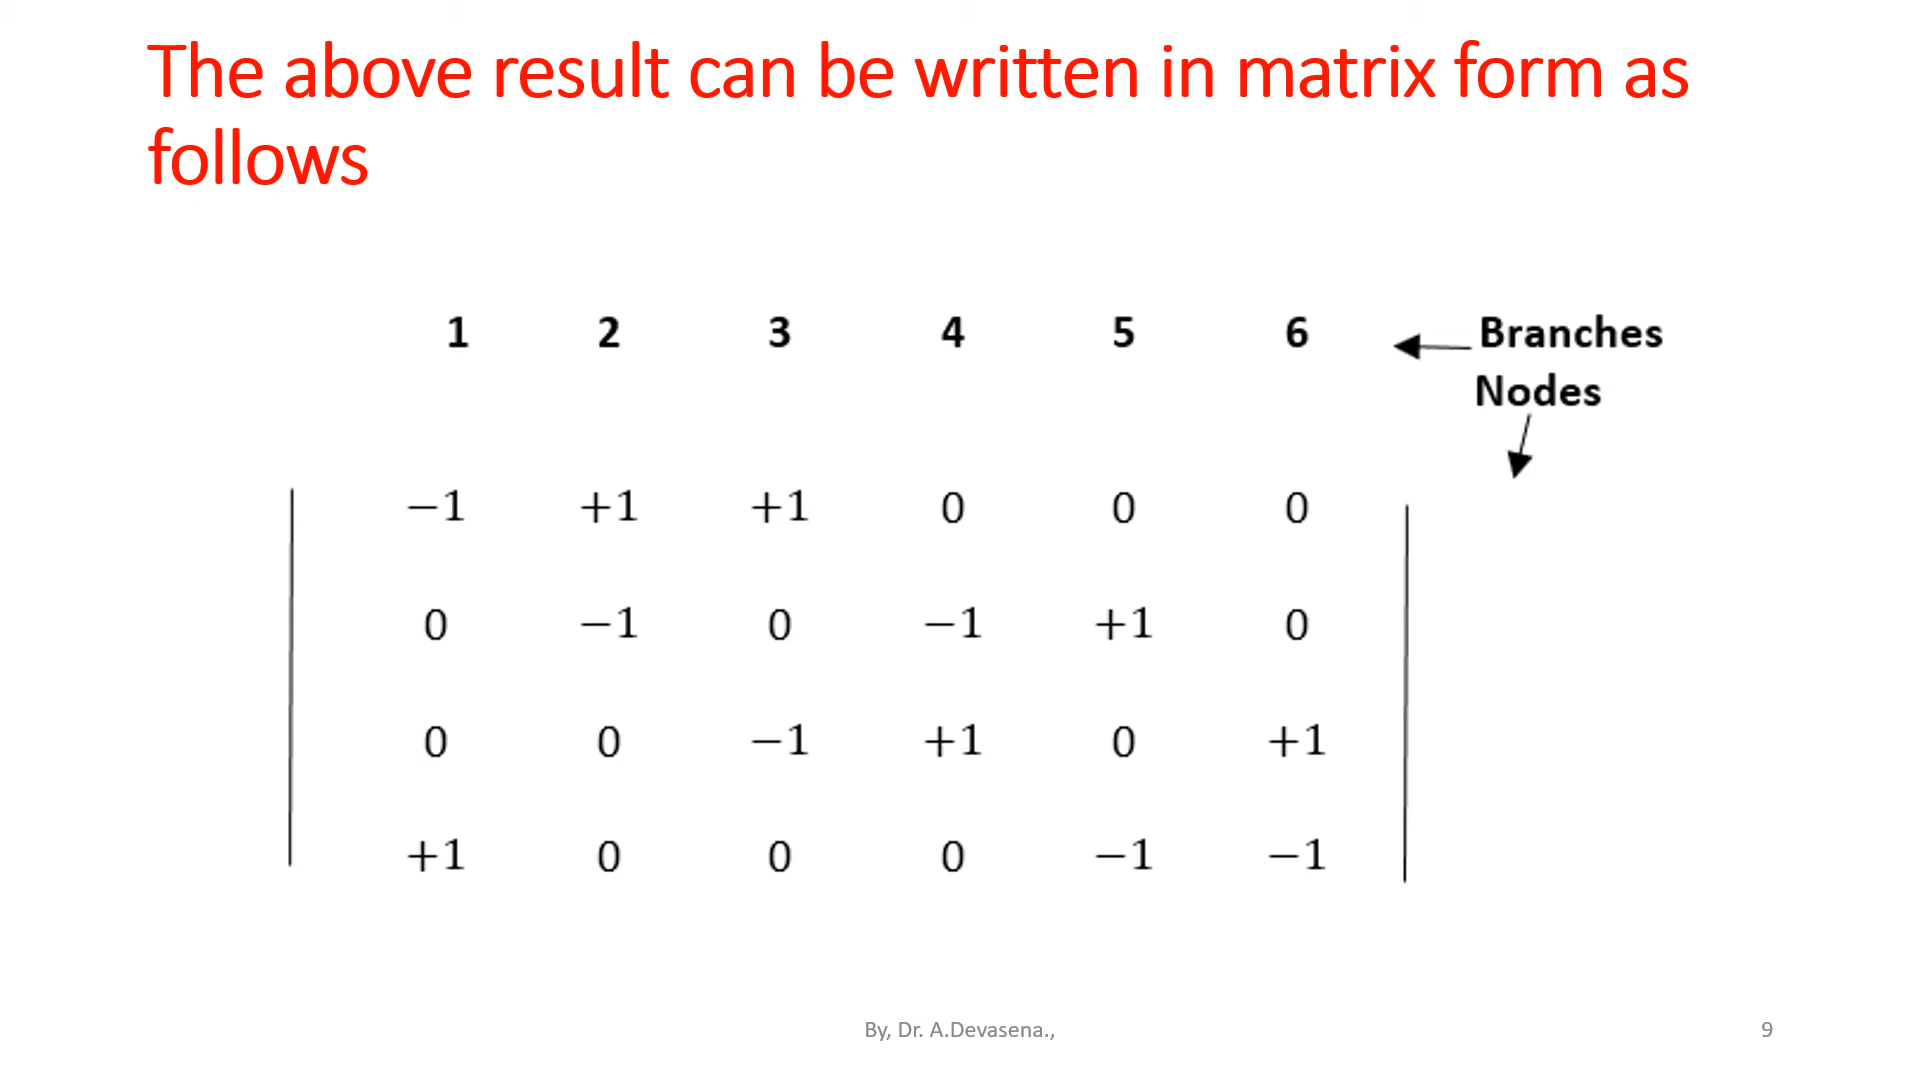 The above result can be written in matrix form as
follows
1 2 3 4 5 6 Branches
Nodes
−1 +1 +1 0 0 0
0 −1 0 −1 +1 0
0 0 −1 +1 0 +1
+1 0 0 0 −1 −1
By, Dr. A.Devasena., 9